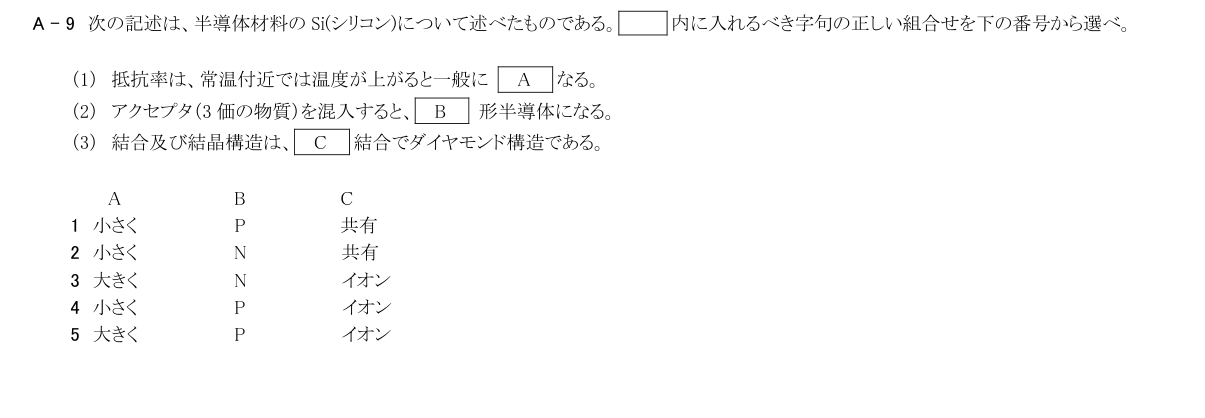 A－9 次の記述は、半導体材料の Si(シリコン)について述べたものである。 内に入れるべき字句の正しい組合せを下の番号から選べ。
(1) 抵抗率は、常温付近では温度が上がると一般に A なる。
(2) アクセプタ(3 価の物質)を混入すると、 B 形半導体になる。
(3) 結合及び結晶構造は、 C 結合でダイヤモンド構造である。
A B C
1 小さく P 共有
2 小さく N 共有
3 大きく N イオン
4 小さく P イオン
5 大きく P イオン